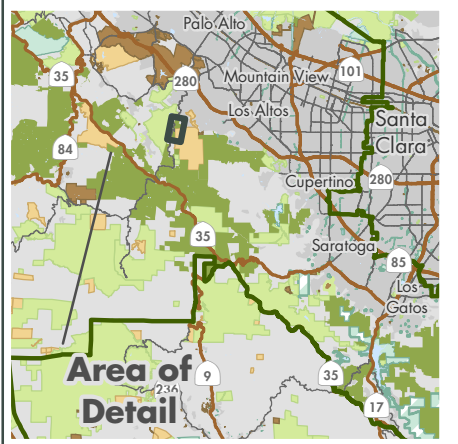 Palo Alto
35
280
Mountain View
101
Los Altos
Santa
Clara
84
Cupertino
280
35
Saratoga
85
Los
Gatos
Area of
Detail
236
9
35
17